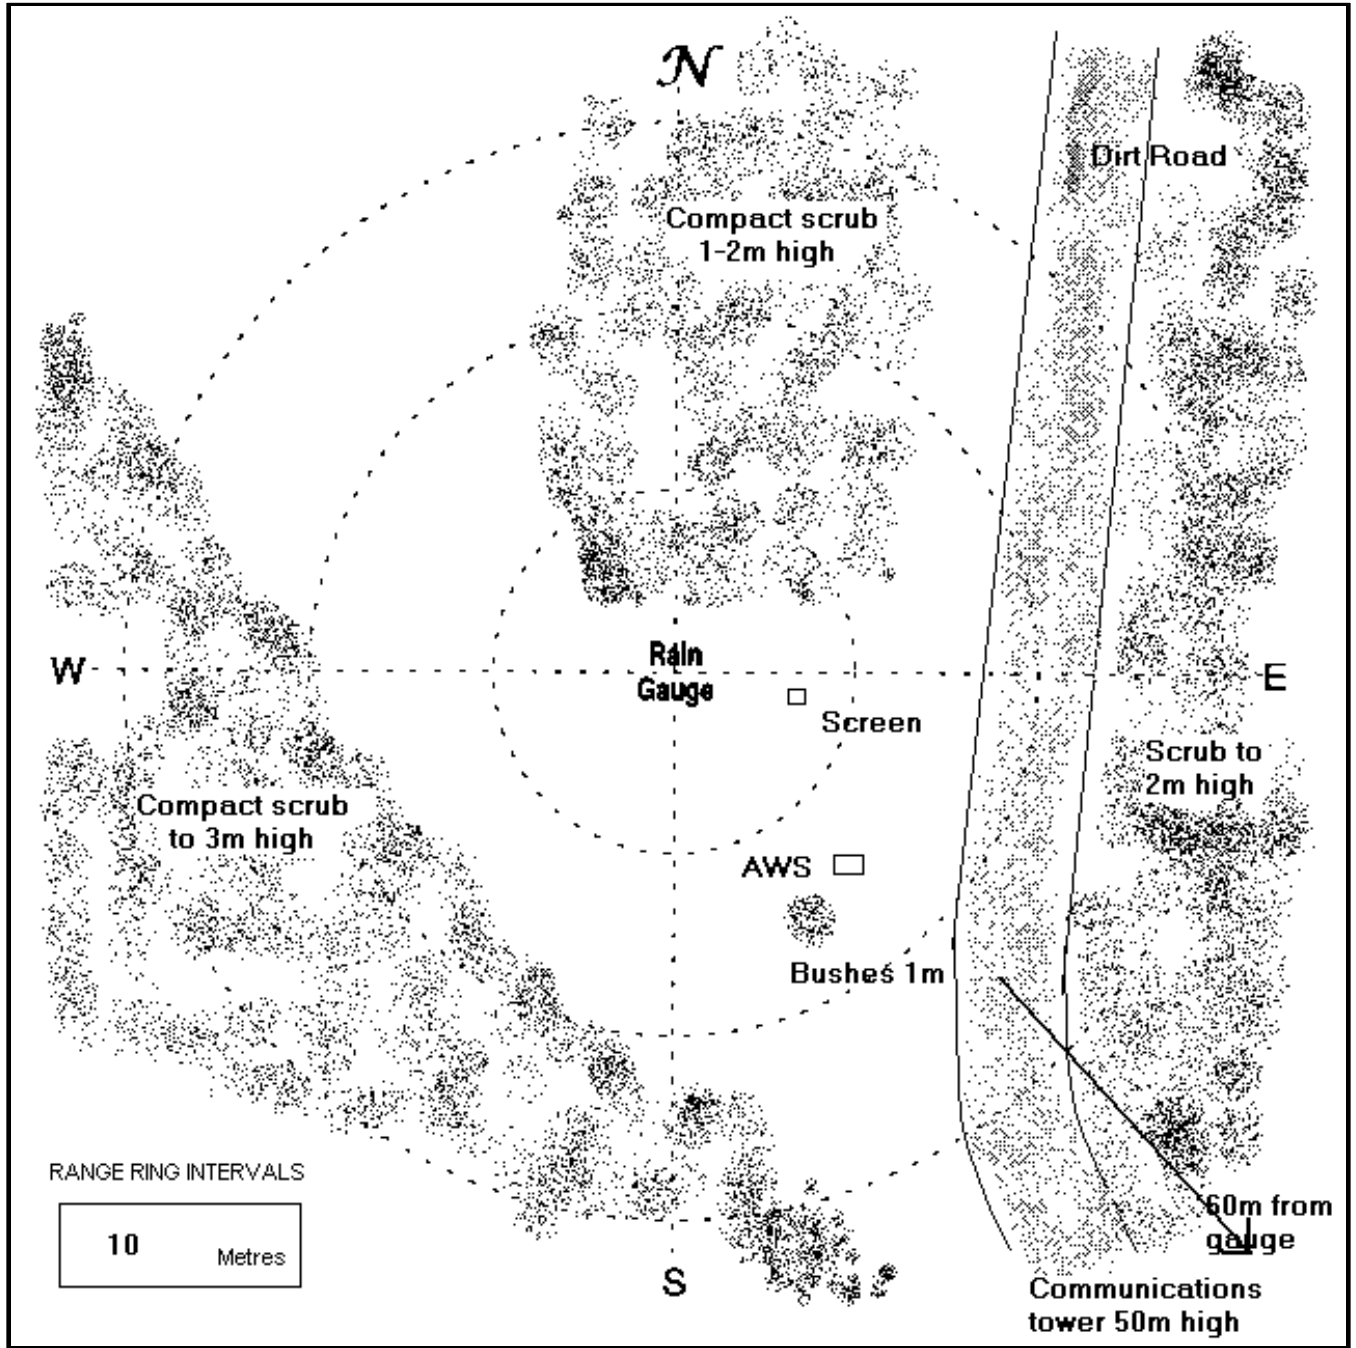 N
Dirt Road
Compact scrub
1-2m high
Rain
Gauge
W
E
Screen
Scrub to
2m high
Compact scrub
to 3m high
AWS
Bushes 1m
RANGE RING INTERVALS
10 Metres
60m from
gauge
S
Communications
tower 50m high